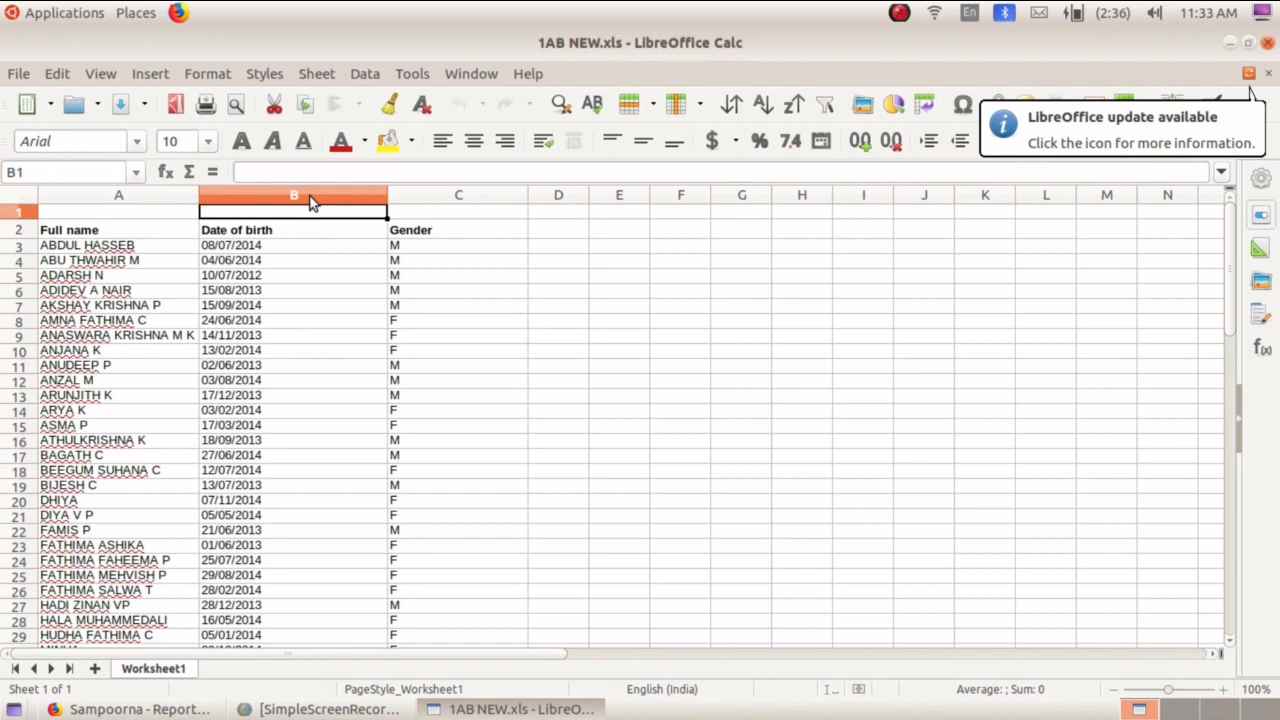 Applications Places En (2:36) 11:33 AM
1AB NEW.xls - LibreOffice Calc
File Edit View Insert Format Styles Sheet Data Tools Window Help
LibreOffice update available
Click the icon for more information.
Arial 10
B1
A B C D E F G H I J K L M N
1
2 Full name Date of birth Gender
3 ABDUL HASSEB 08/07/2014 M
4 ABU THWAHIR M 04/06/2014 M
5 ADARSH N 10/07/2012 M
6 ADIDEV A NAIR 15/08/2013 M
7 AKSHAY KRISHNA P 15/09/2014 M
8 AMNA FATHIMA C 24/06/2014 F
9 ANASWARA KRISHNA M K 14/11/2013 F
10 ANJANA K 13/02/2014 F
11 ANUDEEP P 02/06/2013 M
12 ANZAL M 03/08/2014 M
13 ARUNJITH K 17/12/2013 M
14 ARYA K 03/02/2014 F
15 ASMA P 17/03/2014 F
16 ATHULKRISHNA K 18/09/2013 M
17 BAGATH C 27/06/2014 M
18 BEEGUM SUHANA C 12/07/2014 F
19 BIJESH C 13/07/2013 M
20 DHIYA 07/11/2014 F
21 DIYA V P 05/05/2014 F
22 FAMIS P 21/06/2013 M
23 FATHIMA ASHIKA 01/06/2013 F
24 FATHIMA FAHEEMA P 25/07/2014 F
25 FATHIMA MEHVISH P 29/08/2014 F
26 FATHIMA SALWA T 28/02/2014 F
27 HADI ZINAN VP 28/12/2013 M
28 HALA MUHAMMEDALI 16/05/2014 F
29 HUDHA FATHIMA C 05/01/2014 F
Worksheet1
Sheet 1 of 1 PageStyle_Worksheet1 English (India) Average: ; Sum: 0 100%
Sampoorna - Report... [SimpleScreenRecor... 1AB NEW.xls - LibreO...